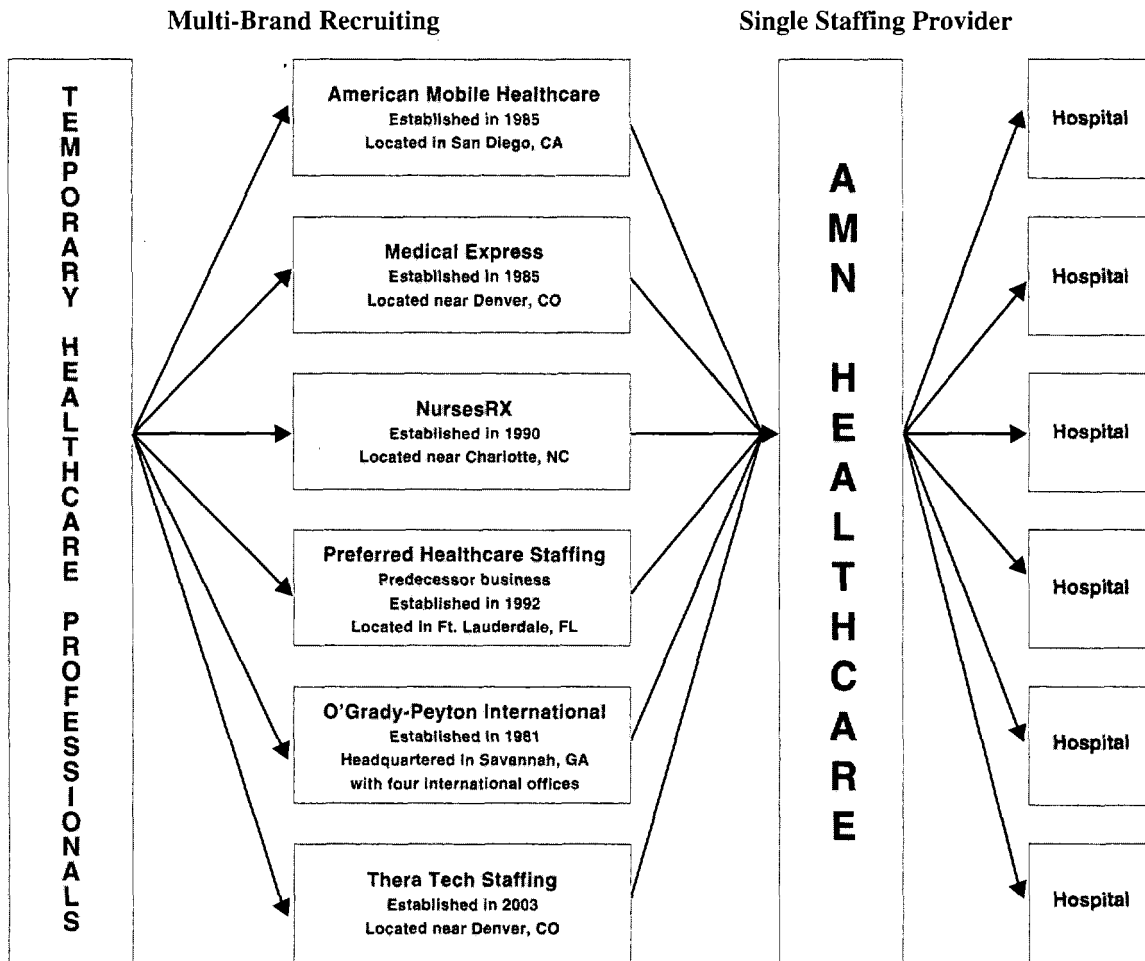 Multi-Brand Recruiting
Single Staffing Provider
TEMPORARY HEALTHCARE PROFESSIONALS
American Mobile Healthcare
Established in 1985
Located in San Diego, CA
Medical Express
Established in 1985
Located near Denver, CO
NursesRX
Established in 1990
Located near Charlotte, NC
Preferred Healthcare Staffing
Predecessor business
Established in 1992
Located in Ft. Lauderdale, FL
O'Grady-Peyton International
Established in 1981
Headquartered in Savannah, GA
with four international offices
Thera Tech Staffing
Established in 2003
Located near Denver, CO
AMN HEALTHCARE
Hospital
Hospital
Hospital
Hospital
Hospital
Hospital